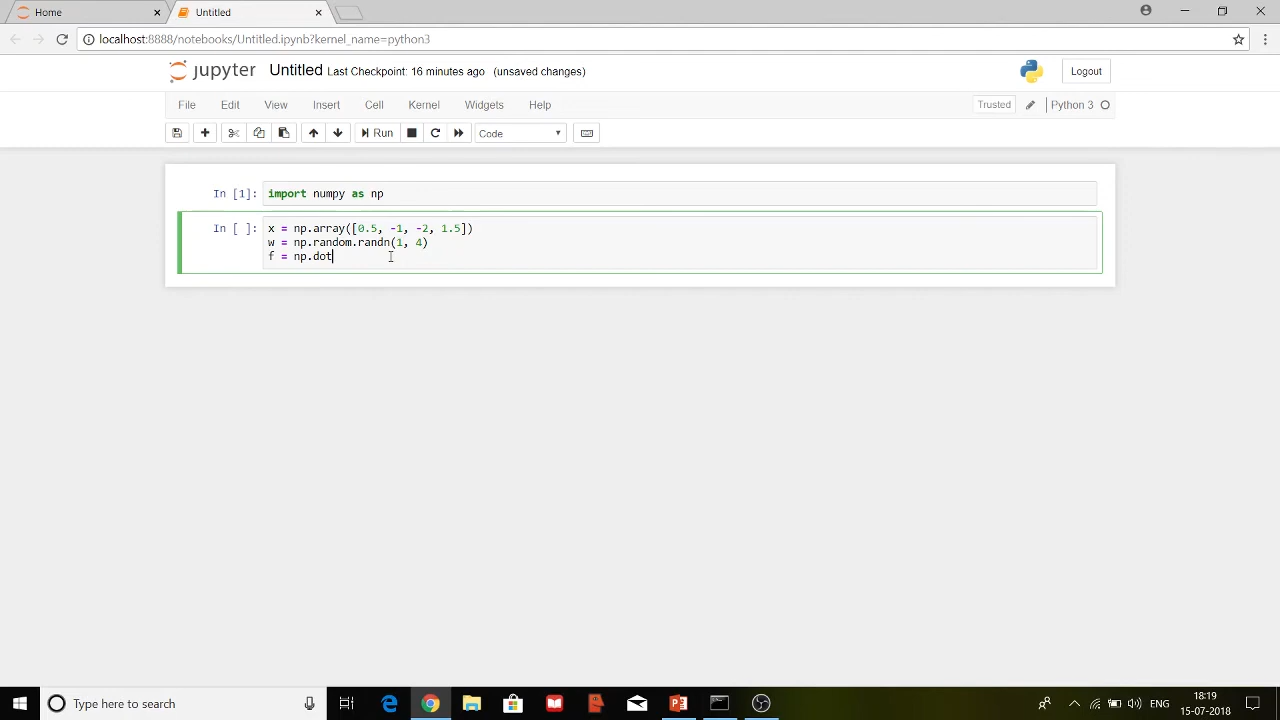 Home
Untitled
localhost:8888/notebooks/Untitled.ipynb?kernel_name=python3
jupyter Untitled Last Checkpoint: 16 minutes ago (unsaved changes)
Logout
File Edit View Insert Cell Kernel Widgets Help Trusted Python 3
Run Code
In [1]: import numpy as np
In [ ]: x = np.array([0.5, -1, -2, 1.5])
w = np.random.randn(1, 4)
f = np.dot
Type here to search
ENG
18:19
15-07-2018